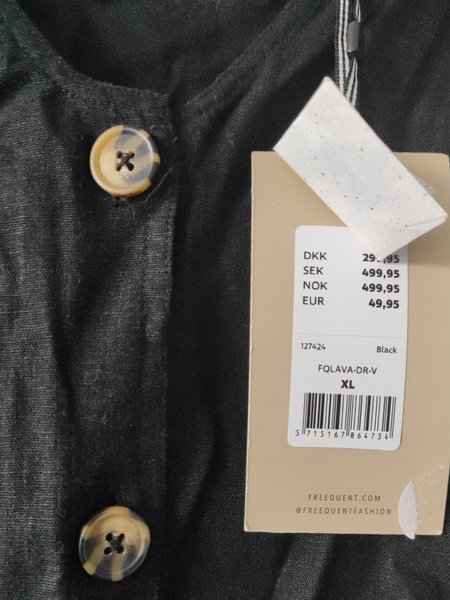 DKK
SEK 499,95
NOK 499,95
EUR 49,95
127424 Black
FQLAVA-DR-V
XL
5 715167 864734
FREEQUENT.COM
@FREEQUENTFASHION